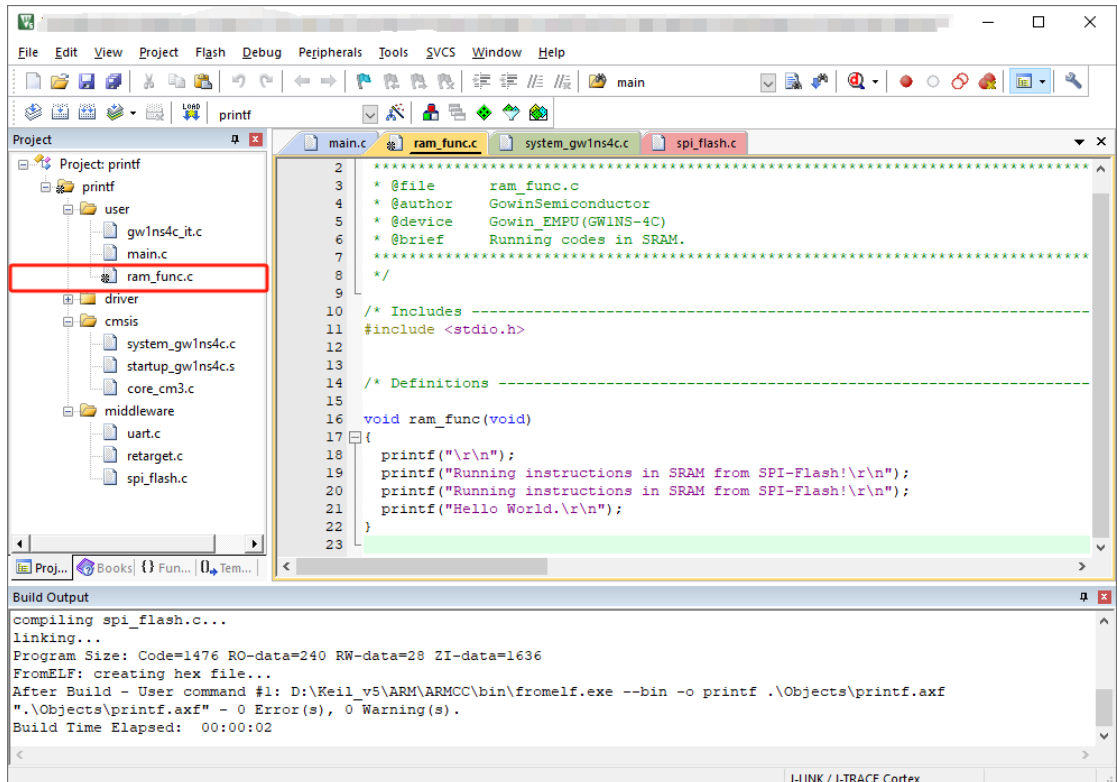 File Edit View Project Flash Debug Peripherals Tools SVCS Window Help
main
LOAD
printf
Project
main.c ram_func.c system_gw1ns4c.c spi_flash.c
Project: printf
printf
user
gw1ns4c_it.c
main.c
ram_func.c
driver
cmsis
system_gw1ns4c.c
startup_gw1ns4c.s
core_cm3.c
middleware
uart.c
retarget.c
spi_flash.c
Proj... Books {} Fun... 0 Tem...
2 ********************************************************************************
3 * @file ram_func.c
4 * @author GowinSemiconductor
5 * @device Gowin_EMPU(GW1NS-4C)
6 * @brief Running codes in SRAM.
7 ********************************************************************************
8 */
9
10 /* Includes ----------------------------------------------------------------------
11 #include <stdio.h>
12
13
14 /* Definitions -------------------------------------------------------------------
15
16 void ram_func(void)
17 {
18 printf("\r\n");
19 printf("Running instructions in SRAM from SPI-Flash!\r\n");
20 printf("Running instructions in SRAM from SPI-Flash!\r\n");
21 printf("Hello World.\r\n");
22 }
23
Build Output
compiling spi_flash.c...
linking...
Program Size: Code=1476 RO-data=240 RW-data=28 ZI-data=1636
FromELF: creating hex file...
After Build - User command #1: D:\Keil_v5\ARM\ARMCC\bin\fromelf.exe --bin -o printf .\Objects\printf.axf
".\Objects\printf.axf" - 0 Error(s), 0 Warning(s).
Build Time Elapsed: 00:00:02
J-LINK / J-TRACE Cortex